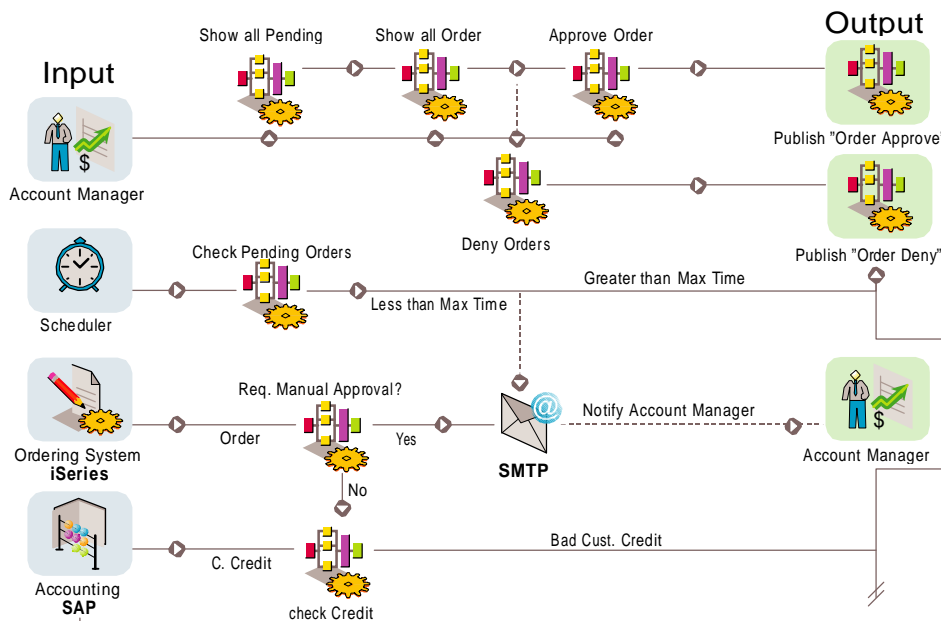 Input
Output
Show all Pending
Show all Order
Approve Order
$
Account Manager
Publish "Order Approve"
Deny Orders
Publish "Order Deny"
Check Pending Orders
Scheduler
Less than Max Time
Greater than Max Time
Req. Manual Approval?
Order
Yes
No
@
SMTP
Notify Account Manager
$
Account Manager
Ordering System
iSeries
C. Credit
check Credit
Bad Cust. Credit
Accounting
SAP